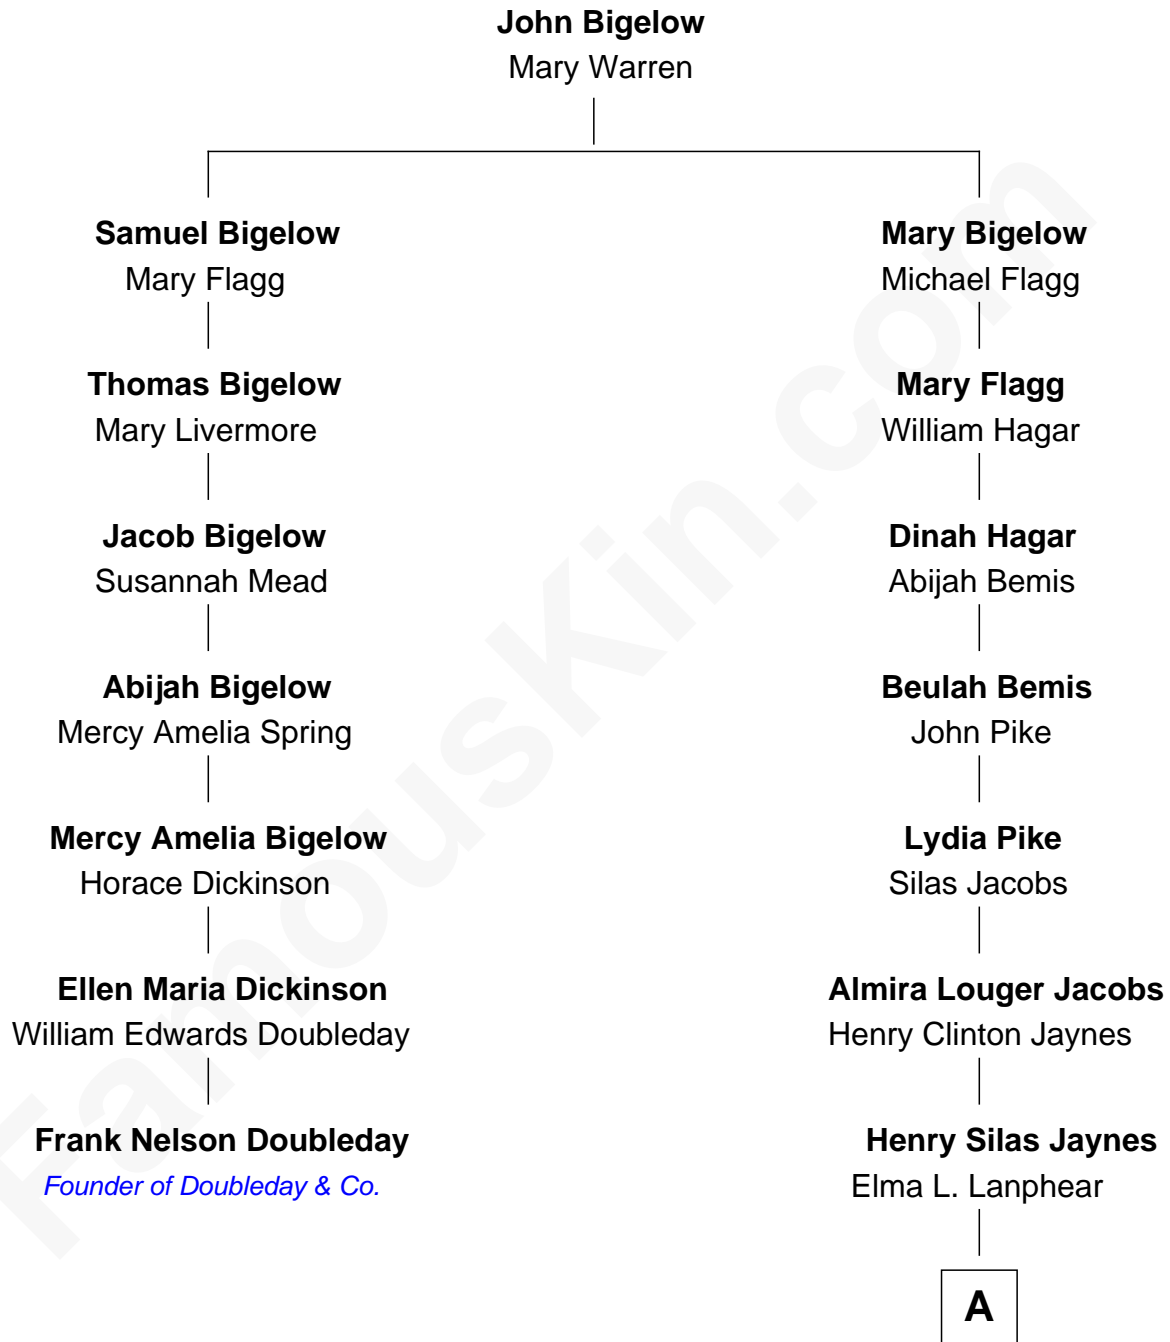 John Bigelow
Mary Warren
Samuel Bigelow
Mary Flagg
Mary Bigelow
Michael Flagg
Thomas Bigelow
Mary Livermore
Mary Flagg
William Hagar
Jacob Bigelow
Susannah Mead
Dinah Hagar
Abijah Bemis
Abijah Bigelow
Mercy Amelia Spring
Beulah Bemis
John Pike
Mercy Amelia Bigelow
Horace Dickinson
Lydia Pike
Silas Jacobs
Ellen Maria Dickinson
William Edwards Doubleday
Almira Louger Jacobs
Henry Clinton Jaynes
Frank Nelson Doubleday
Founder of Doubleday & Co.
Henry Silas Jaynes
Elma L. Lanphear
A
FamousKin.com